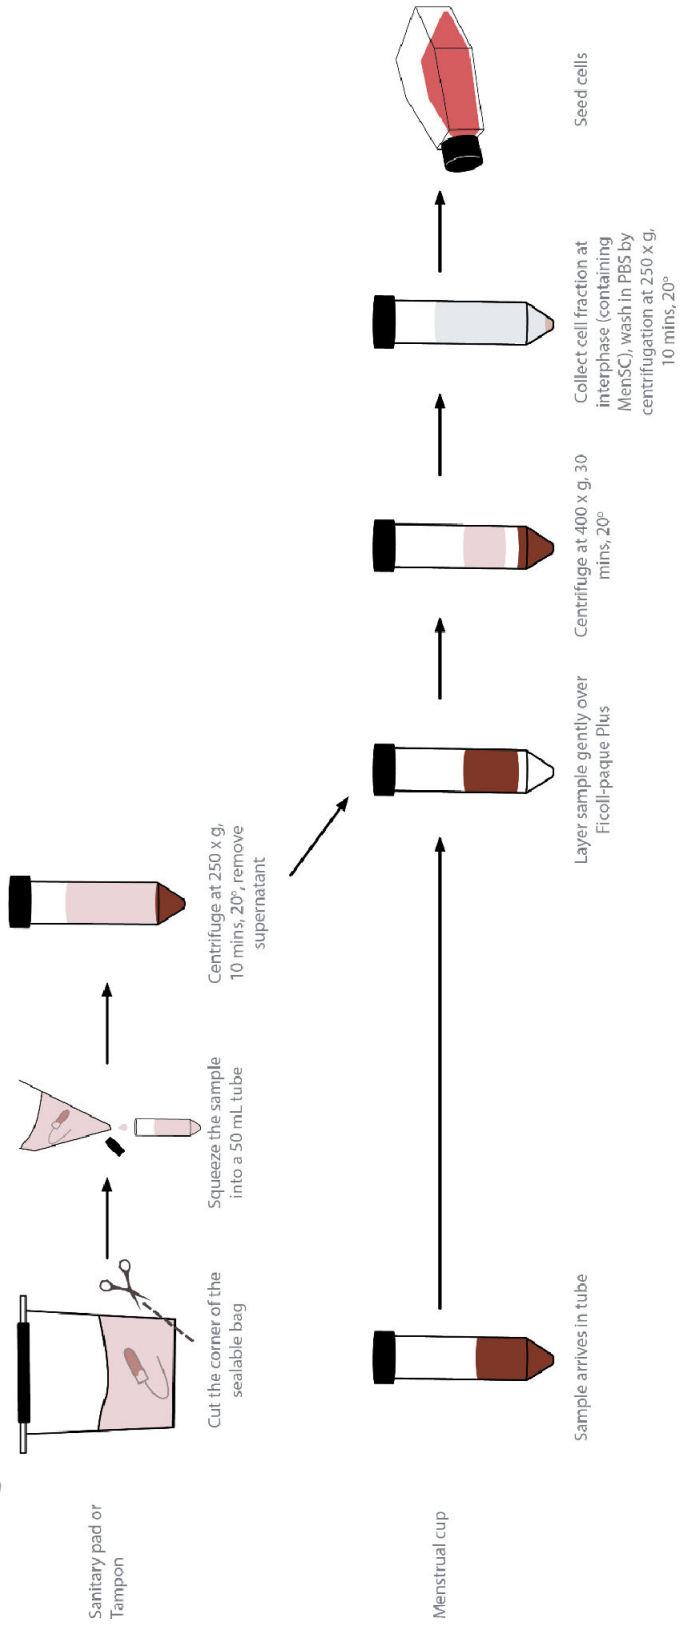 Sanitary pad or
Tampon
Cut the corner of the
sealable bag
Squeeze the sample
into a 50 mL tube
Centrifuge at 250 x g,
10 mins, 20º, remove
supernatant
Menstrual cup
Sample arrives in tube
Layer sample gently over
Ficoll-paque Plus
Centrifuge at 400 x g, 30
mins, 20º
Collect cell fraction at
interphase (containing
MenSC), wash in PBS by
centrifugation at 250 x g,
10 mins, 20º
Seed cells